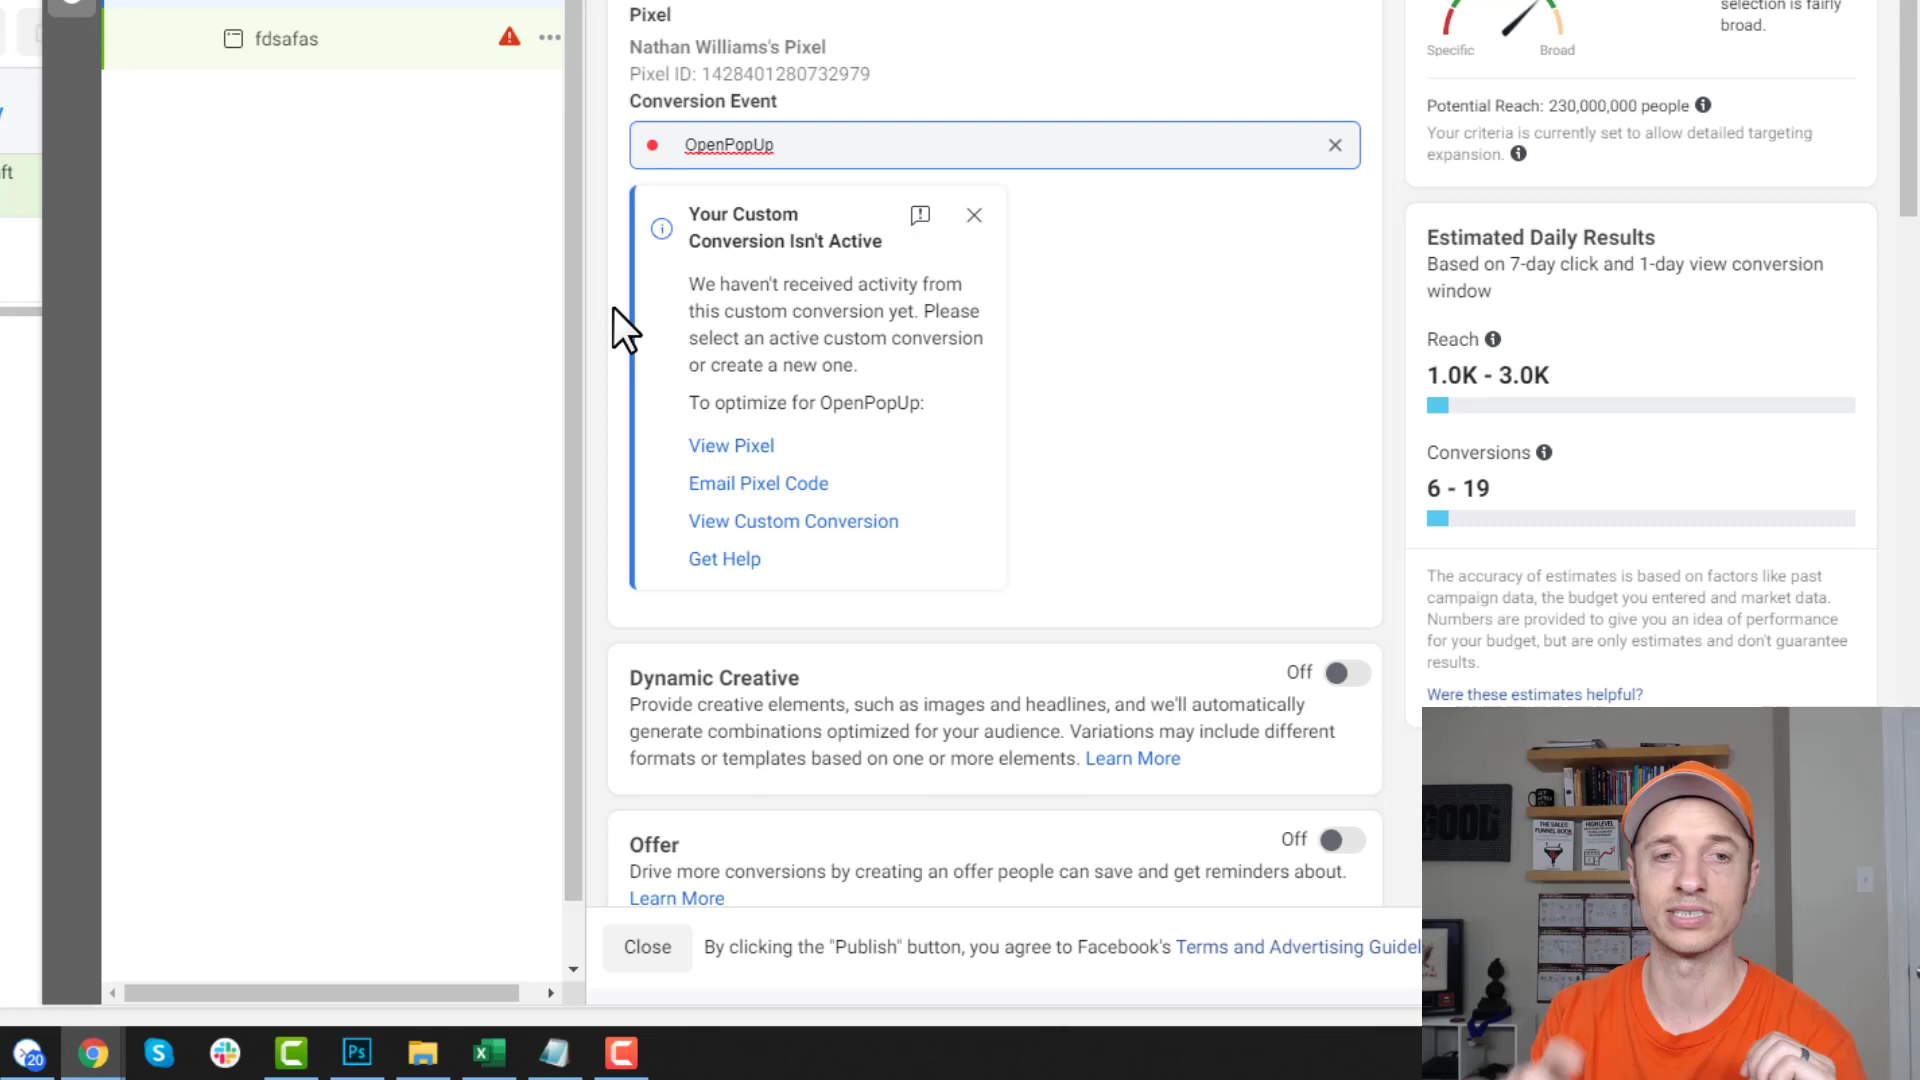 fdsafas
ft
Pixel
Nathan Williams's Pixel
Pixel ID: 1428401280732979
Conversion Event
OpenPopUp
Your Custom
Conversion Isn't Active
We haven't received activity from
this custom conversion yet. Please
select an active custom conversion
or create a new one.
To optimize for OpenPopUp:
View Pixel
Email Pixel Code
View Custom Conversion
Get Help
Dynamic Creative
Off
Provide creative elements, such as images and headlines, and we'll automatically
generate combinations optimized for your audience. Variations may include different
formats or templates based on one or more elements. Learn More
Offer
Off
Drive more conversions by creating an offer people can save and get reminders about.
Learn More
Close
By clicking the "Publish" button, you agree to Facebook's Terms and Advertising Guidel
selection is fairly
broad.
Specific
Broad
Potential Reach: 230,000,000 people
Your criteria is currently set to allow detailed targeting
expansion.
Estimated Daily Results
Based on 7-day click and 1-day view conversion
window
Reach
1.0K - 3.0K
Conversions
6 - 19
The accuracy of estimates is based on factors like past
campaign data, the budget you entered and market data.
Numbers are provided to give you an idea of performance
for your budget, but are only estimates and don't guarantee
results.
Were these estimates helpful?
GOOD
THE SALES
FUNNEL BOOK
HIGH LEVEL
20
S
C
Ps
X
C